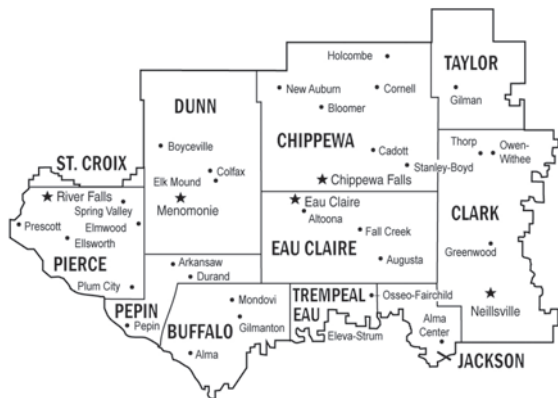 Holcombe
TAYLOR
New Auburn
Cornell
Gilman
DUNN
Bloomer
CHIPPEWA
Boyceville
Cadott
Thorp
Owen-
Withee
ST. CROIX
Colfax
Elk Mound
Stanley-Boyd
Chippewa Falls
River Falls
Menomonie
Eau Claire
Spring Valley
Altoona
CLARK
Prescott
Elmwood
Fall Creek
Ellsworth
EAU CLAIRE
Greenwood
PIERCE
Arkansaw
Augusta
Durand
Plum City
TREMPEAL
EAU
Osseo-Fairchild
Neillsville
PEPIN
Mondovi
Pepin
BUFFALO
Gilmanton
Alma
Center
Eleva-Strum
Alma
JACKSON